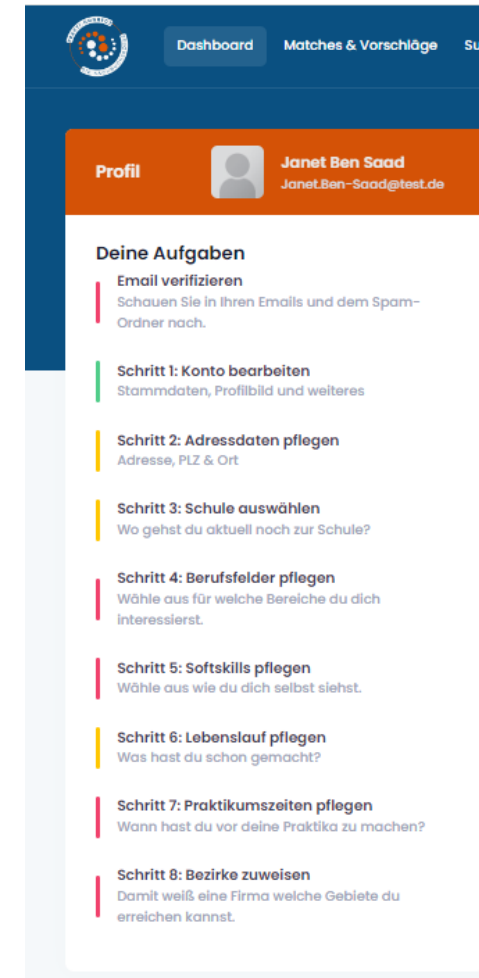 Dashboard Matches & Vorschläge Su
Profil
Janet Ben Saad
Janet.Ben-Saad@test.de
Deine Aufgaben
Email verifizieren
Schauen Sie in Ihren Emails und dem Spam-
Ordner nach.
Schritt 1: Konto bearbeiten
Stammdaten, Profilbild und weiteres
Schritt 2: Adressdaten pflegen
Adresse, PLZ & Ort
Schritt 3: Schule auswählen
Wo gehst du aktuell noch zur Schule?
Schritt 4: Berufsfelder pflegen
Wähle aus für welche Bereiche du dich
interessierst.
Schritt 5: Softskills pflegen
Wähle aus wie du dich selbst siehst.
Schritt 6: Lebenslauf pflegen
Was hast du schon gemacht?
Schritt 7: Praktikumszeiten pflegen
Wann hast du vor deine Praktika zu machen?
Schritt 8: Bezirke zuweisen
Damit weiß eine Firma welche Gebiete du
erreichen kannst.